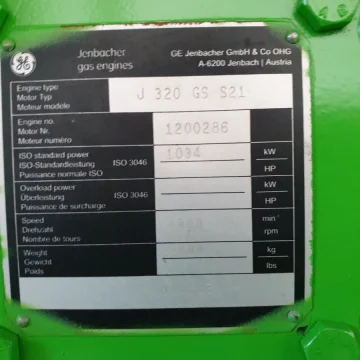 GE
Jenbacher
gas engines
GE Jenbacher GmbH & Co OHG
A-6200 Jenbach | Austria
Engine type
Motor Typ
Moteur modèle
J 320 GS S21
Engine no.
Motor Nr.
Moteur numéro
1200286
ISO standard power
ISO-Standardleistung
Puissance normale ISO
ISO 3046
1034
kW
HP
Overload power
Überleistung
Puissance de surcharge
ISO 3046
kW
HP
Speed
Drehzahl
Nombre de tours
min⁻¹
rpm
Weight
Gewicht
Poids
kg
lbs